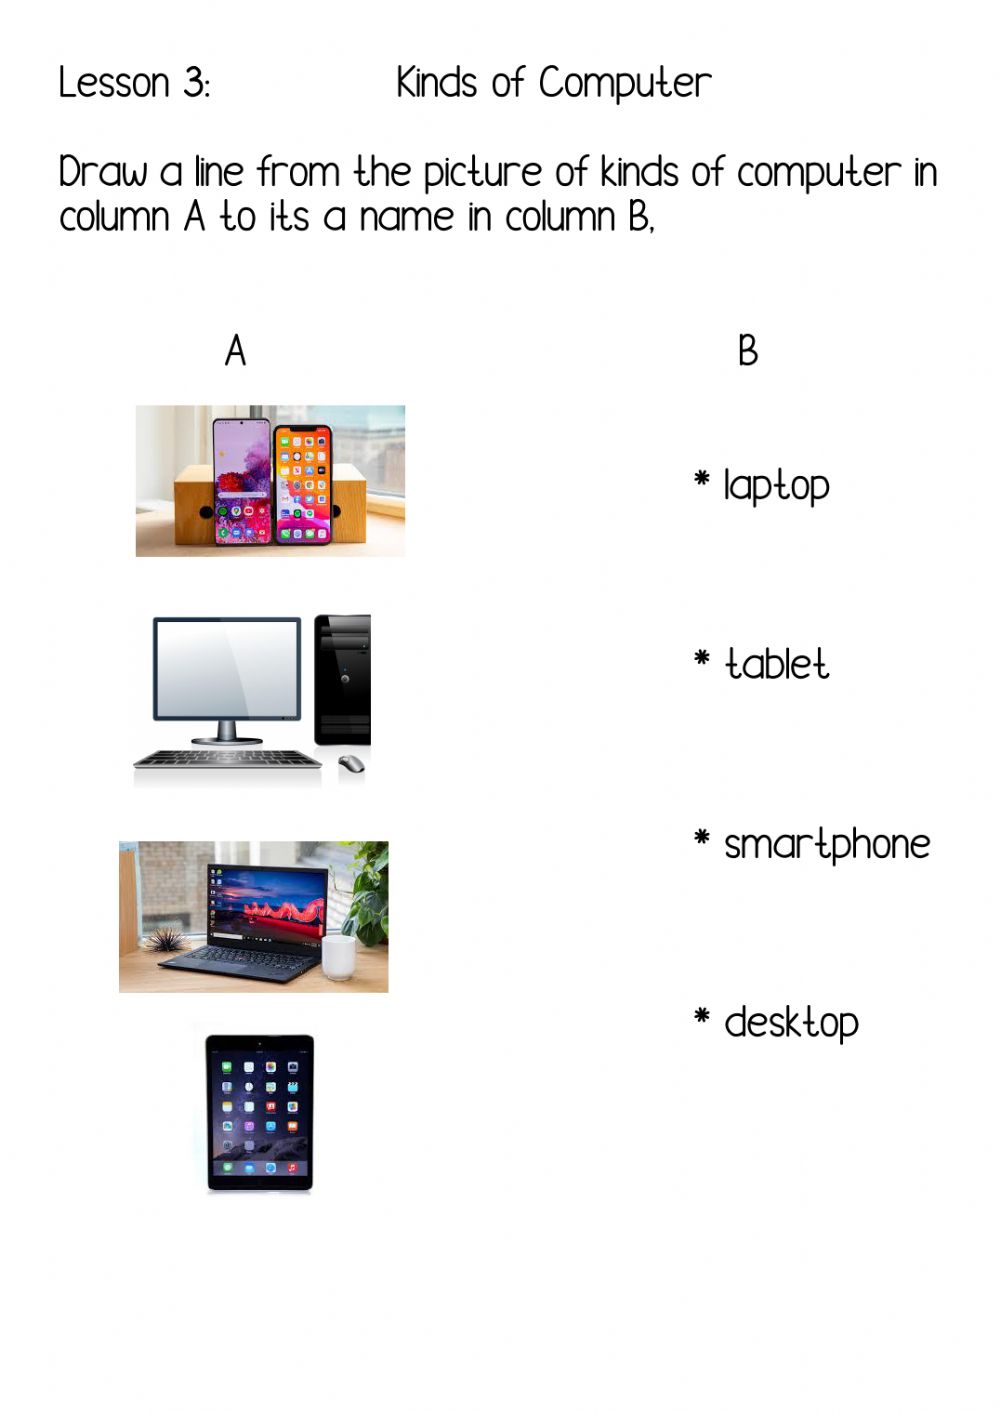 Lesson 3: Kinds of Computer
Draw a line from the picture of kinds of computer in
column A to its a name in column B,
A B
* laptop
* tablet
* smartphone
* desktop